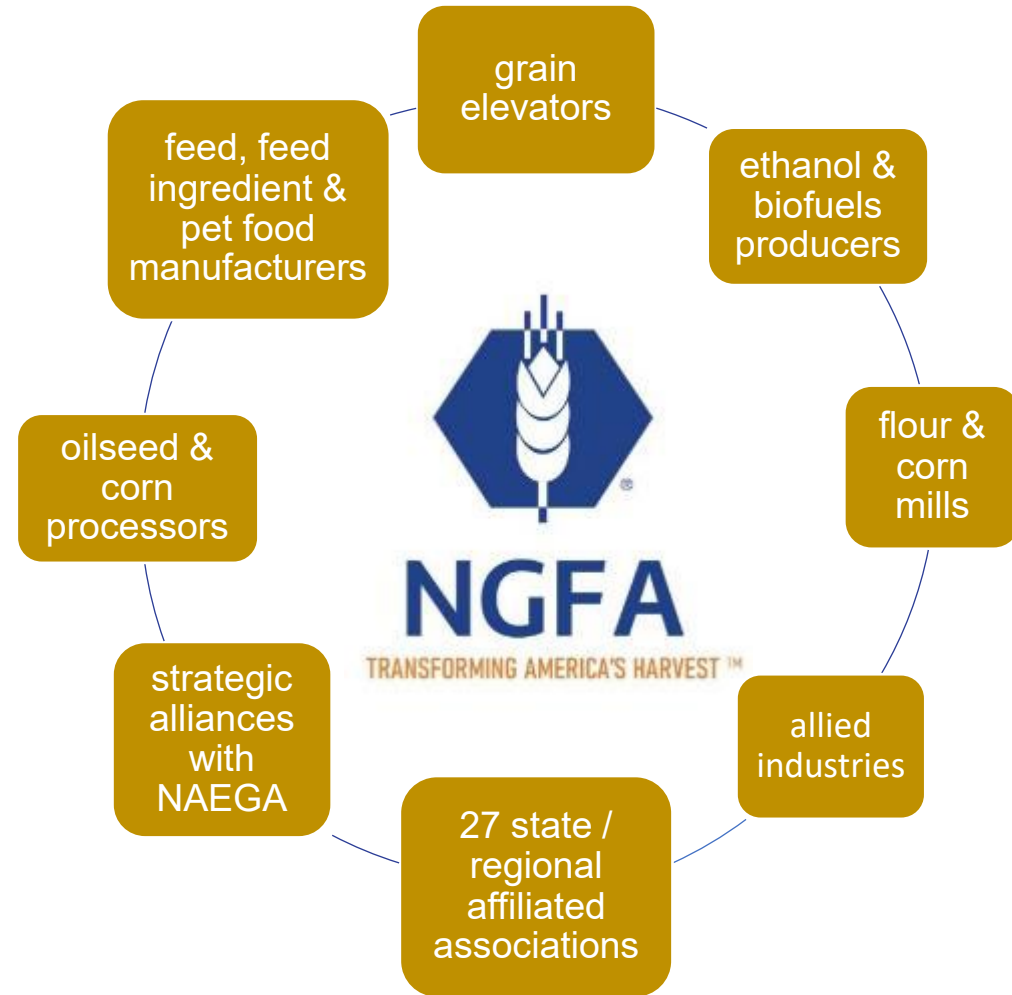 grain
elevators
ethanol &
biofuels
producers
flour &
corn
mills
allied
industries
27 state /
regional
affiliated
associations
strategic
alliances
with
NAEGA
oilseed &
corn
processors
feed, feed
ingredient &
pet food
manufacturers
®
NGFA
TRANSFORMING AMERICA'S HARVEST ™